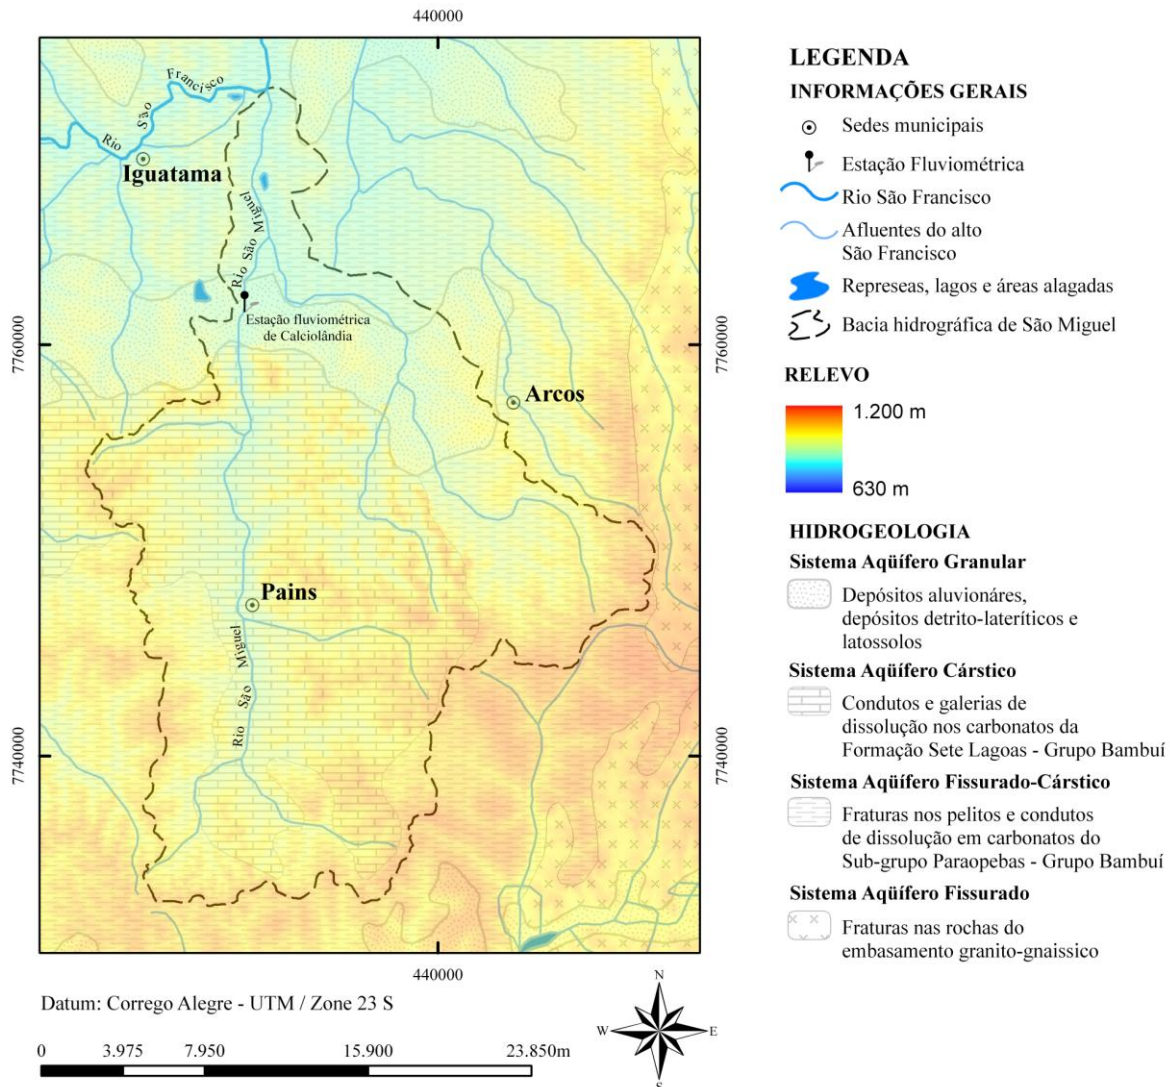 440000
LEGENDA
INFORMAÇÕES GERAIS
Sedes municipais
Estação Fluviométrica
Rio São Francisco
Afluentes do alto
São Francisco
Represeas, lagos e áreas alagadas
Bacia hidrográfica de São Miguel
RELEVO
1.200 m
630 m
HIDROGEOLOGIA
Sistema Aqüífero Granular
Depósitos aluvionáres,
depósitos detrito-lateríticos e
latossolos
Sistema Aqüífero Cárstico
Condutos e galerias de
dissolução nos carbonatos da
Formação Sete Lagoas - Grupo Bambuí
Sistema Aqüífero Fissurado-Cárstico
Fraturas nos pelitos e condutos
de dissolução em carbonatos do
Sub-grupo Paraopebas - Grupo Bambuí
Sistema Aqüífero Fissurado
Fraturas nas rochas do
embasamento granito-gnaissico
Rio São Francisco
Iguatama
Rio São Miguel
Estação fluviométrica
de Calciolândia
7760000
7760000
Arcos
Pains
Rio São Miguel
7740000
7740000
440000
Datum: Corrego Alegre - UTM / Zone 23 S
0 3.975 7.950 15.900 23.850m
N
W E
S